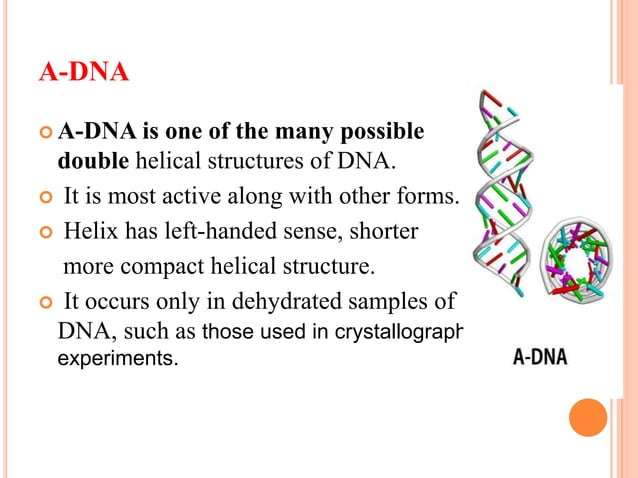 A-DNA
A-DNA is one of the many possible
double helical structures of DNA.
It is most active along with other forms.
Helix has left-handed sense, shorter
more compact helical structure.
It occurs only in dehydrated samples of
DNA, such as those used in crystallograph
experiments.
A-DNA